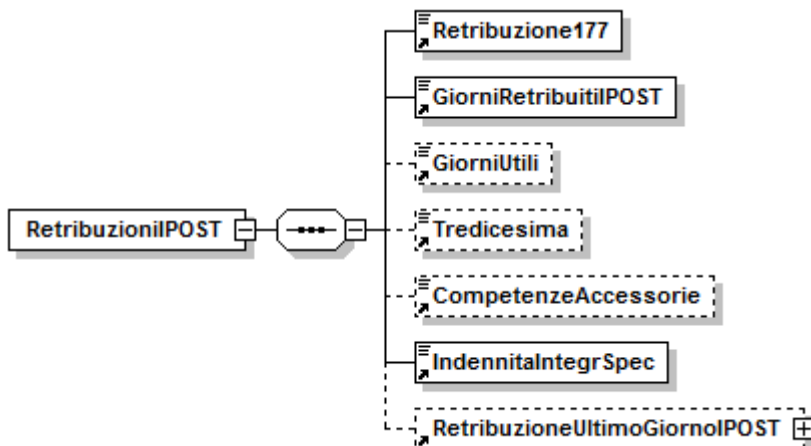 Retribuzione177
GiorniRetribuitiIPOST
GiorniUtili
RetribuzioniIPOST
Tredicesima
CompetenzeAccessorie
IndennitaIntegrSpec
RetribuzioneUltimoGiornoIPOST